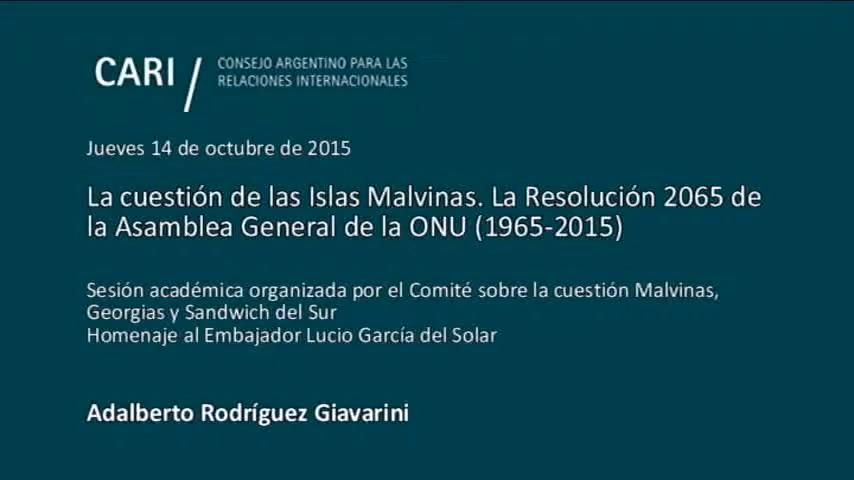 CARI/
CONSEJO ARGENTINO PARA LAS
RELACIONES INTERNACIONALES
Jueves 14 de octubre de 2015
La cuestión de las Islas Malvinas. La Resolución 2065 de
la Asamblea General de la ONU (1965-2015)
Sesión académica organizada por el Comité sobre la cuestión Malvinas,
Georgias y Sandwich del Sur
Homenaje al Embajador Lucio García del Solar
Adalberto Rodríguez Giavarini